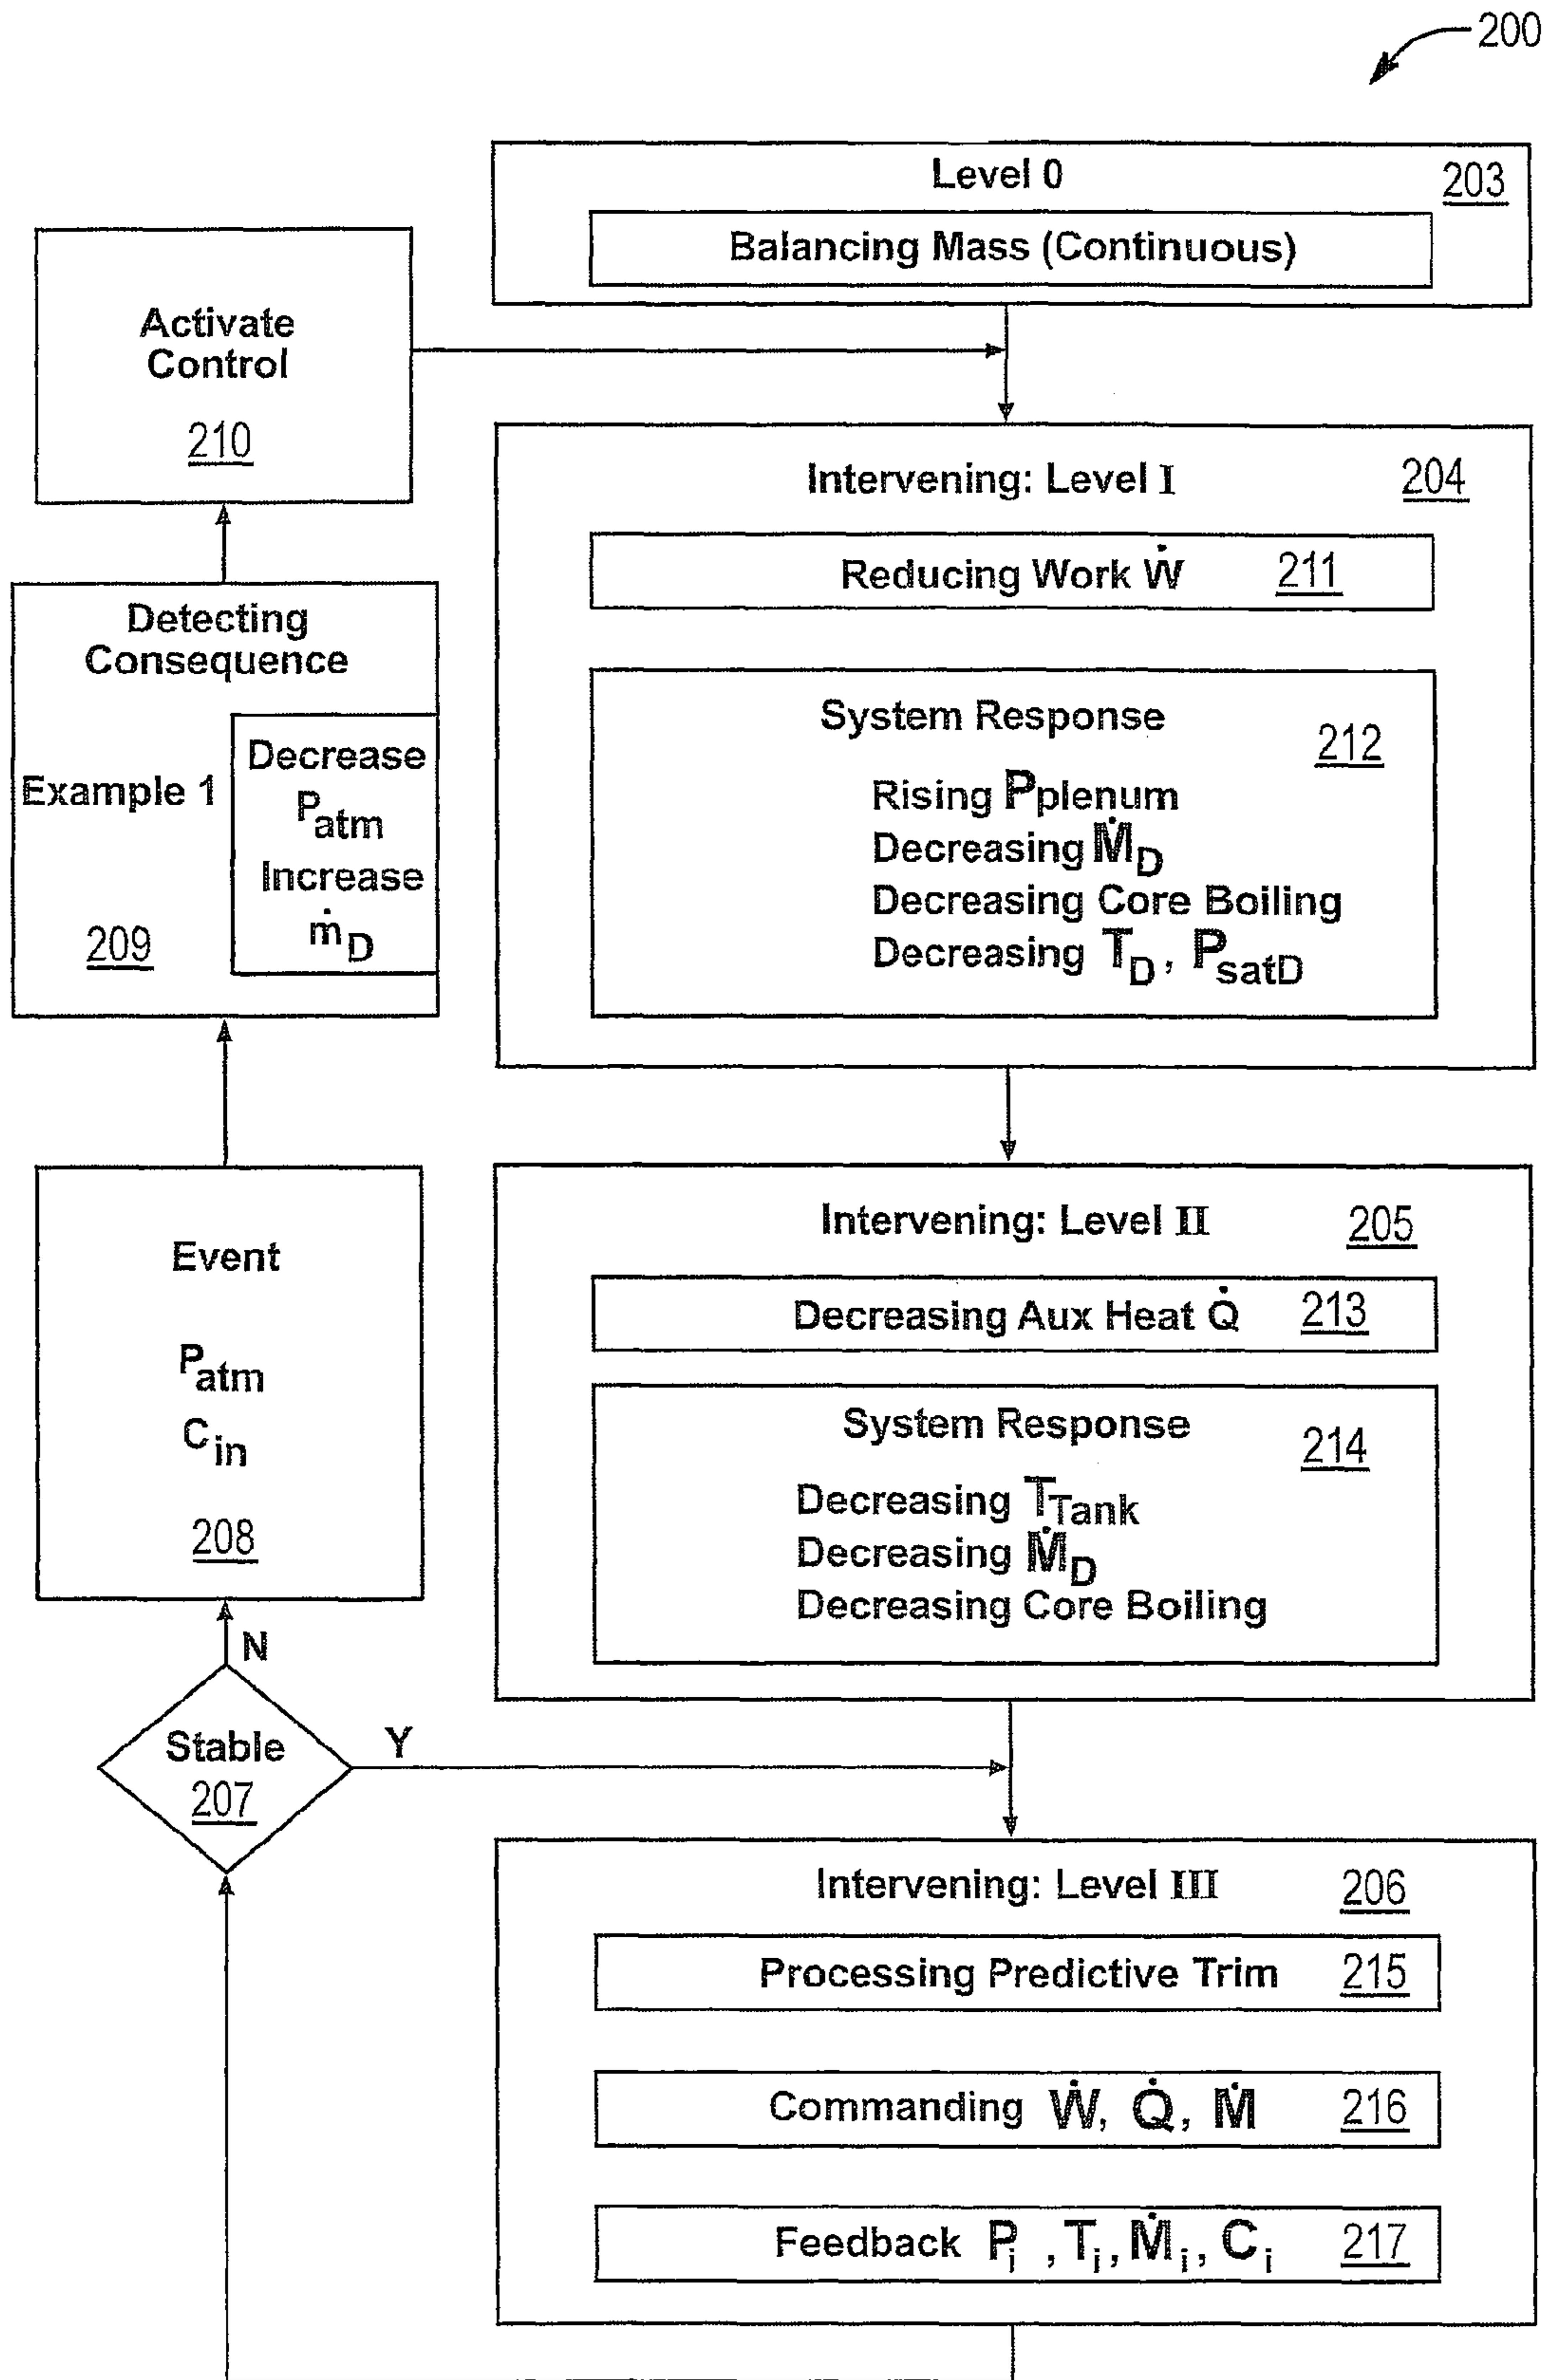 200
Level 0
203
Balancing Mass (Continuous)
Activate
Control
210
Intervening: Level I
204
Reducing Work Ẇ
211
System Response
212
Rising Pplenum
Decreasing ṀD
Decreasing Core Boiling
Decreasing TD, PsatD
Detecting
Consequence
Example 1
209
Decrease
Patm
Increase
ṁD
Intervening: Level II
205
Decreasing Aux Heat Q̇
213
System Response
214
Decreasing TTank
Decreasing ṀD
Decreasing Core Boiling
Event
Patm
Cin
208
N
Stable
207
Y
Intervening: Level III
206
Processing Predictive Trim
215
Commanding Ẇ, Q̇, Ṁ
216
Feedback Pi, Ti, Ṁi, Ci
217